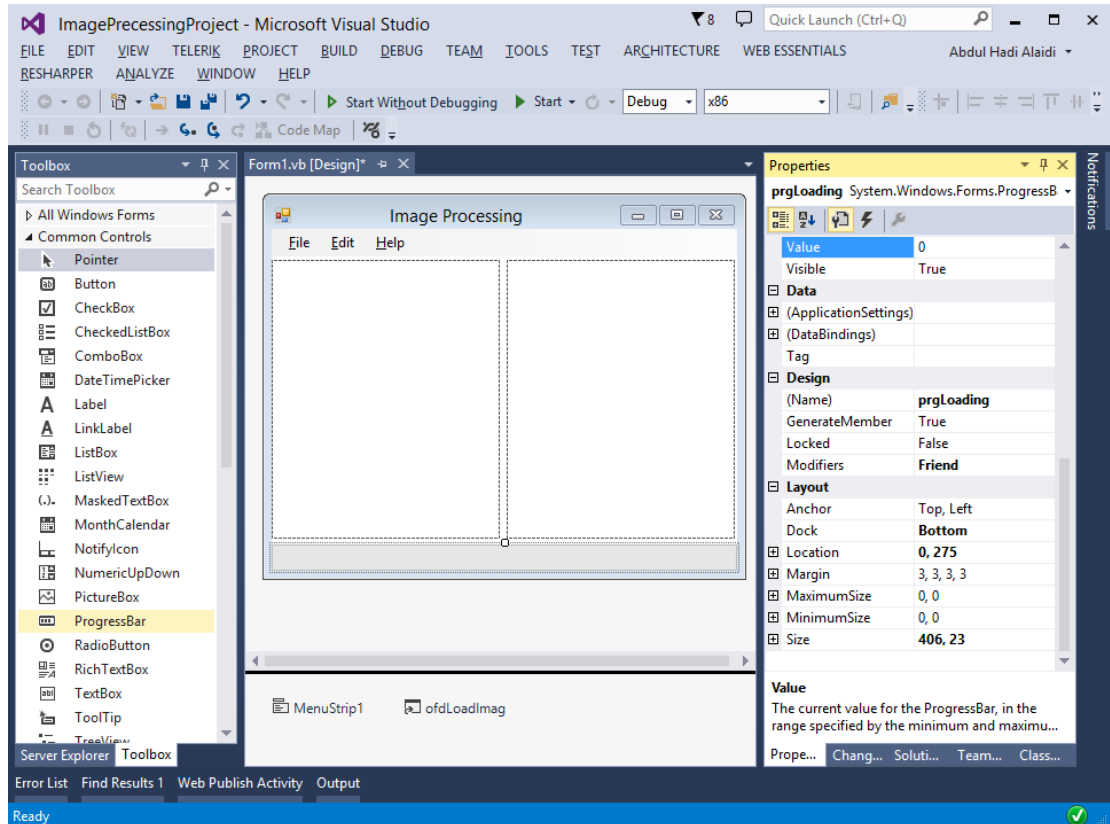 ImagePrecessingProject - Microsoft Visual Studio
8
Quick Launch (Ctrl+Q)
FILE EDIT VIEW TELERIK PROJECT BUILD DEBUG TEAM TOOLS TEST ARCHITECTURE WEB ESSENTIALS
Abdul Hadi Alaidi
RESHARPER ANALYZE WINDOW HELP
Start Without Debugging Start Debug x86
Code Map
Toolbox
Search Toolbox
All Windows Forms
Common Controls
Pointer
Button
CheckBox
CheckedListBox
ComboBox
DateTimePicker
Label
LinkLabel
ListBox
ListView
MaskedTextBox
MonthCalendar
NotifyIcon
NumericUpDown
PictureBox
ProgressBar
RadioButton
RichTextBox
TextBox
ToolTip
TreeView
Server Explorer Toolbox
Form1.vb [Design]*
Image Processing
File Edit Help
MenuStrip1 ofdLoadImag
Properties
prgLoading System.Windows.Forms.ProgressB
Value 0
Visible True
Data
(ApplicationSettings)
(DataBindings)
Tag
Design
(Name) prgLoading
GenerateMember True
Locked False
Modifiers Friend
Layout
Anchor Top, Left
Dock Bottom
Location 0, 275
Margin 3, 3, 3, 3
MaximumSize 0, 0
MinimumSize 0, 0
Size 406, 23
Value
The current value for the ProgressBar, in the
range specified by the minimum and maximu...
Prope... Chang... Soluti... Team... Class...
Notifications
Error List Find Results 1 Web Publish Activity Output
Ready